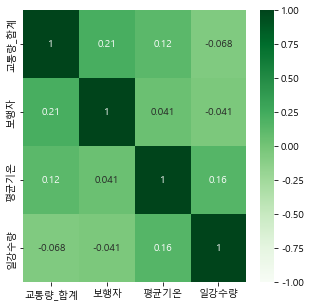 교통량_합계 1 0.21 0.12 -0.068
보행자 0.21 1 0.041 -0.041
평균기온 0.12 0.041 1 0.16
일강수량 -0.068 -0.041 0.16 1
교통량_합계 보행자 평균기온 일강수량
1.00
0.75
0.50
0.25
0.00
-0.25
-0.50
-0.75
-1.00